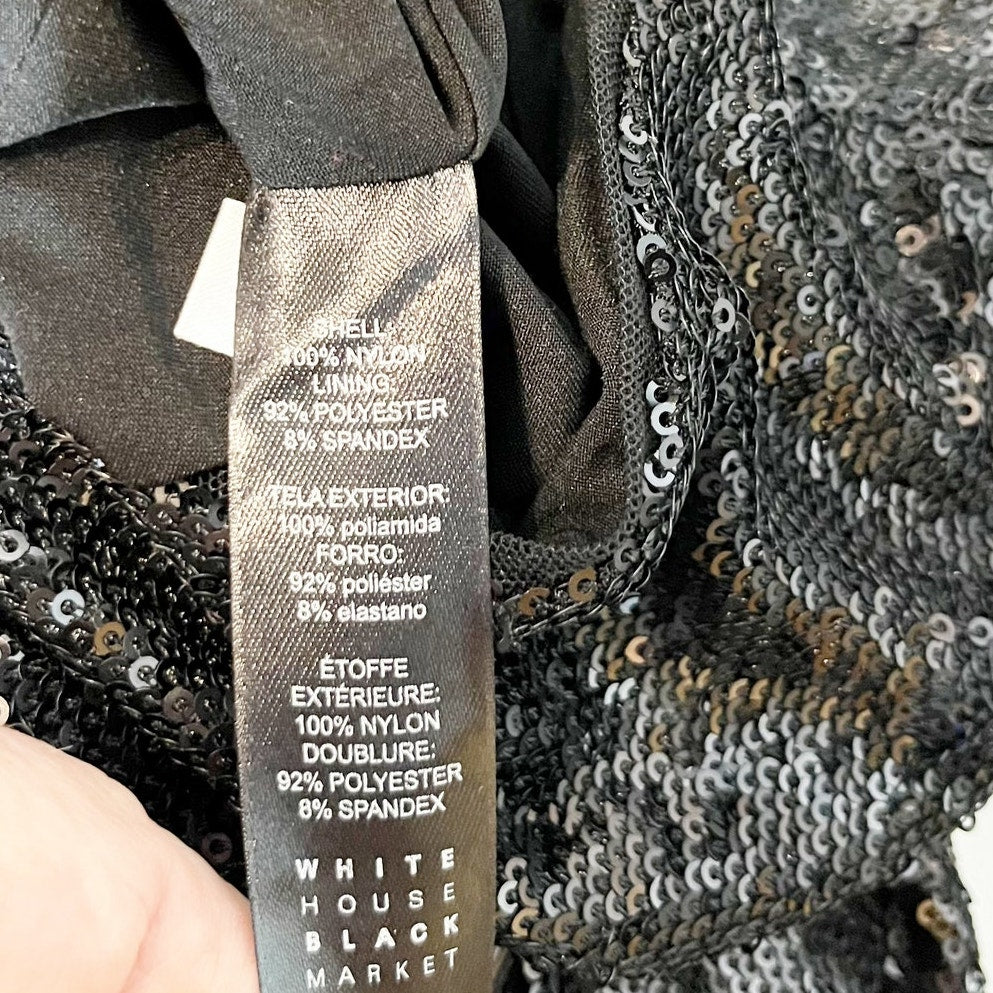 SHELL:
100% NYLON
LINING:
92% POLYESTER
8% SPANDEX
TELA EXTERIOR:
100% poliamida
FORRO:
92% poliéster
8% elastano
ÉTOFFE
EXTÉRIEURE:
100% NYLON
DOUBLURE:
92% POLYESTER
8% SPANDEX
WHITE
HOUSE
BLACK
MARKET